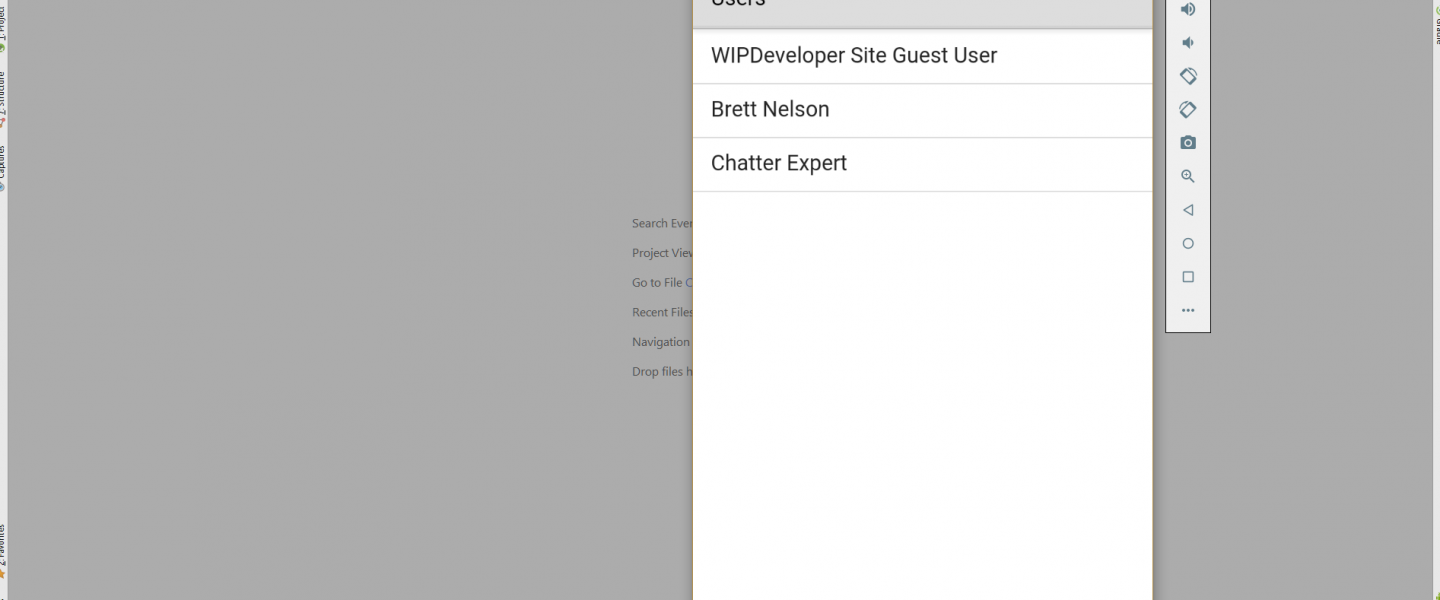 Users
WIPDeveloper Site Guest User
Brett Nelson
Chatter Expert
Search Ever
Project View
Go to File C
Recent Files
Navigation
Drop files h
1: Project
Z: Structure
Captures
2: Favorites
Gradle